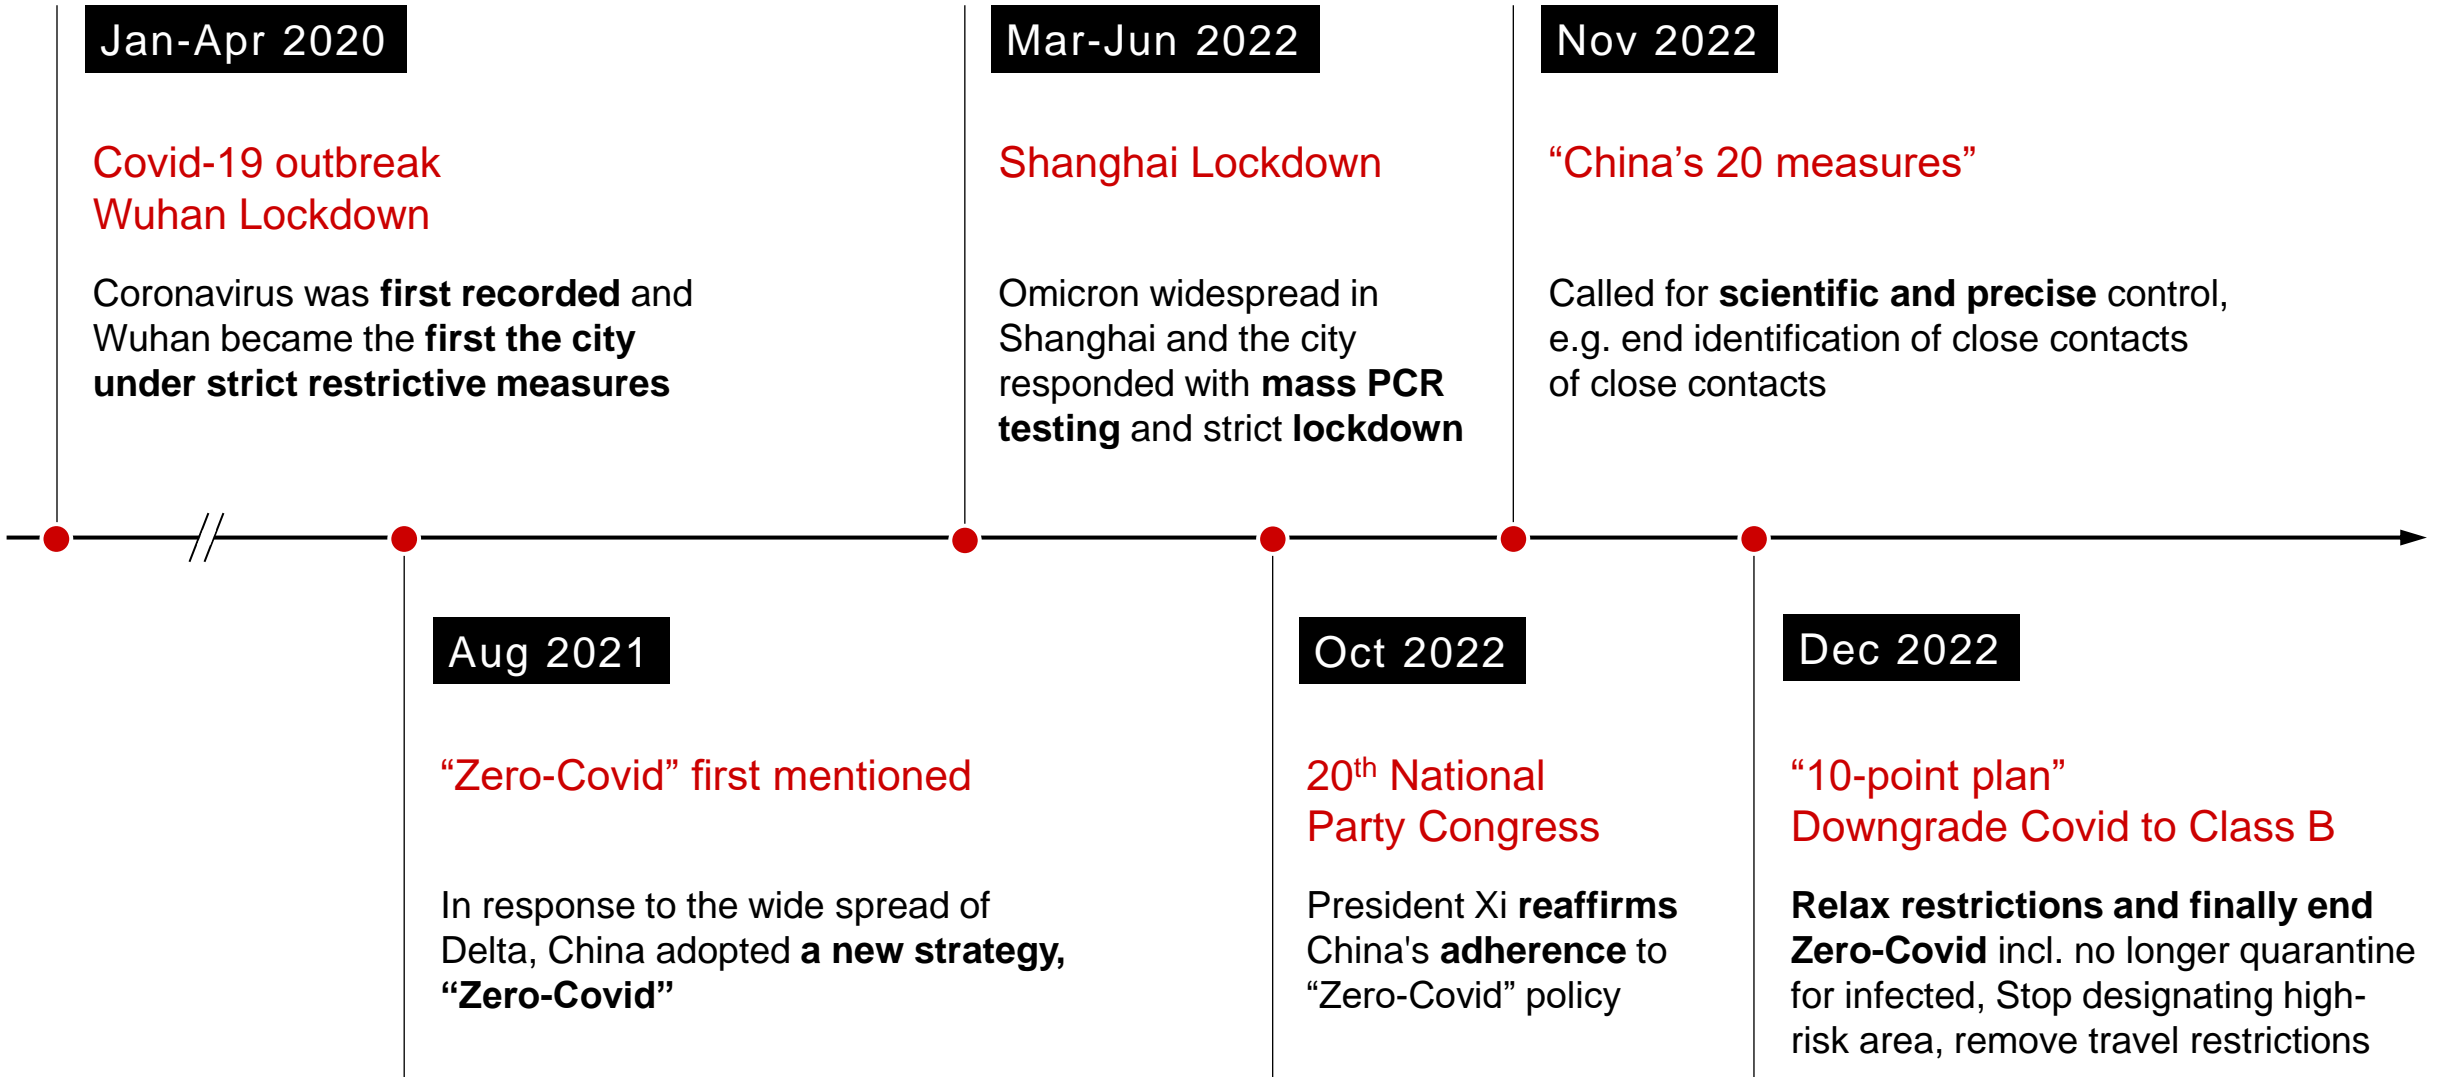 Jan-Apr 2020
Covid-19 outbreak
Wuhan Lockdown
Coronavirus was first recorded and
Wuhan became the first the city
under strict restrictive measures
Mar-Jun 2022
Shanghai Lockdown
Omicron widespread in
Shanghai and the city
responded with mass PCR
testing and strict lockdown
Nov 2022
“China’s 20 measures”
Called for scientific and precise control,
e.g. end identification of close contacts
of close contacts
Aug 2021
“Zero-Covid” first mentioned
In response to the wide spread of
Delta, China adopted a new strategy,
“Zero-Covid”
Oct 2022
20th National
Party Congress
President Xi reaffirms
China's adherence to
“Zero-Covid” policy
Dec 2022
“10-point plan”
Downgrade Covid to Class B
Relax restrictions and finally end
Zero-Covid incl. no longer quarantine
for infected, Stop designating high-
risk area, remove travel restrictions